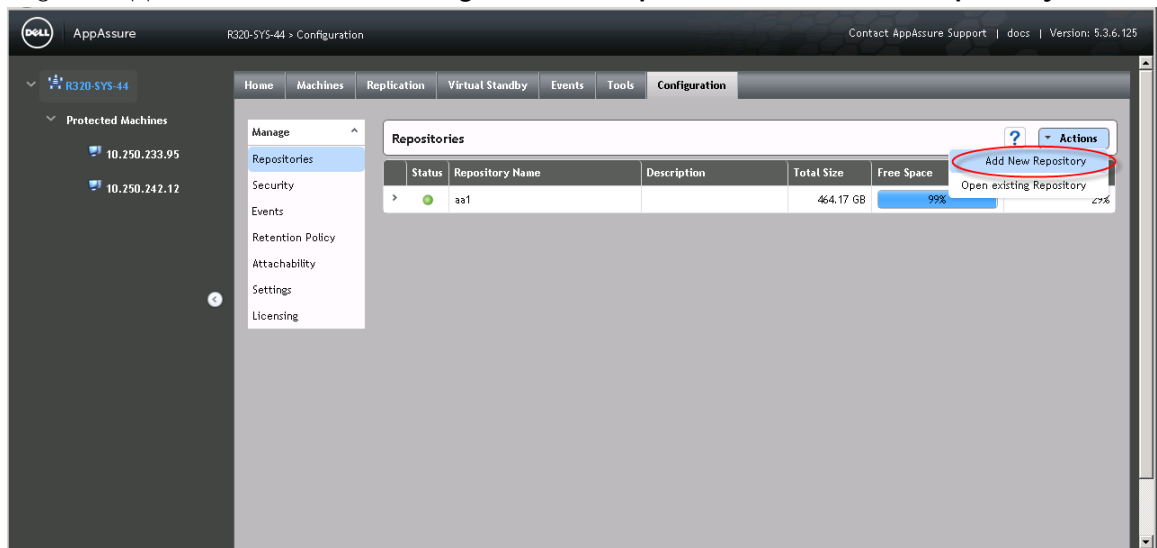 DELL
AppAssure
R320-SYS-44 > Configuration
Contact AppAssure Support | docs | Version: 5.3.6.125
R320-SYS-44
Protected Machines
10.250.233.95
10.250.242.12
Home Machines Replication Virtual Standby Events Tools Configuration
Manage
Repositories
Security
Events
Retention Policy
Attachability
Settings
Licensing
Repositories
? Actions
Add New Repository
Open existing Repository
Status Repository Name Description Total Size Free Space
aa1 464.17 GB 99% 29%